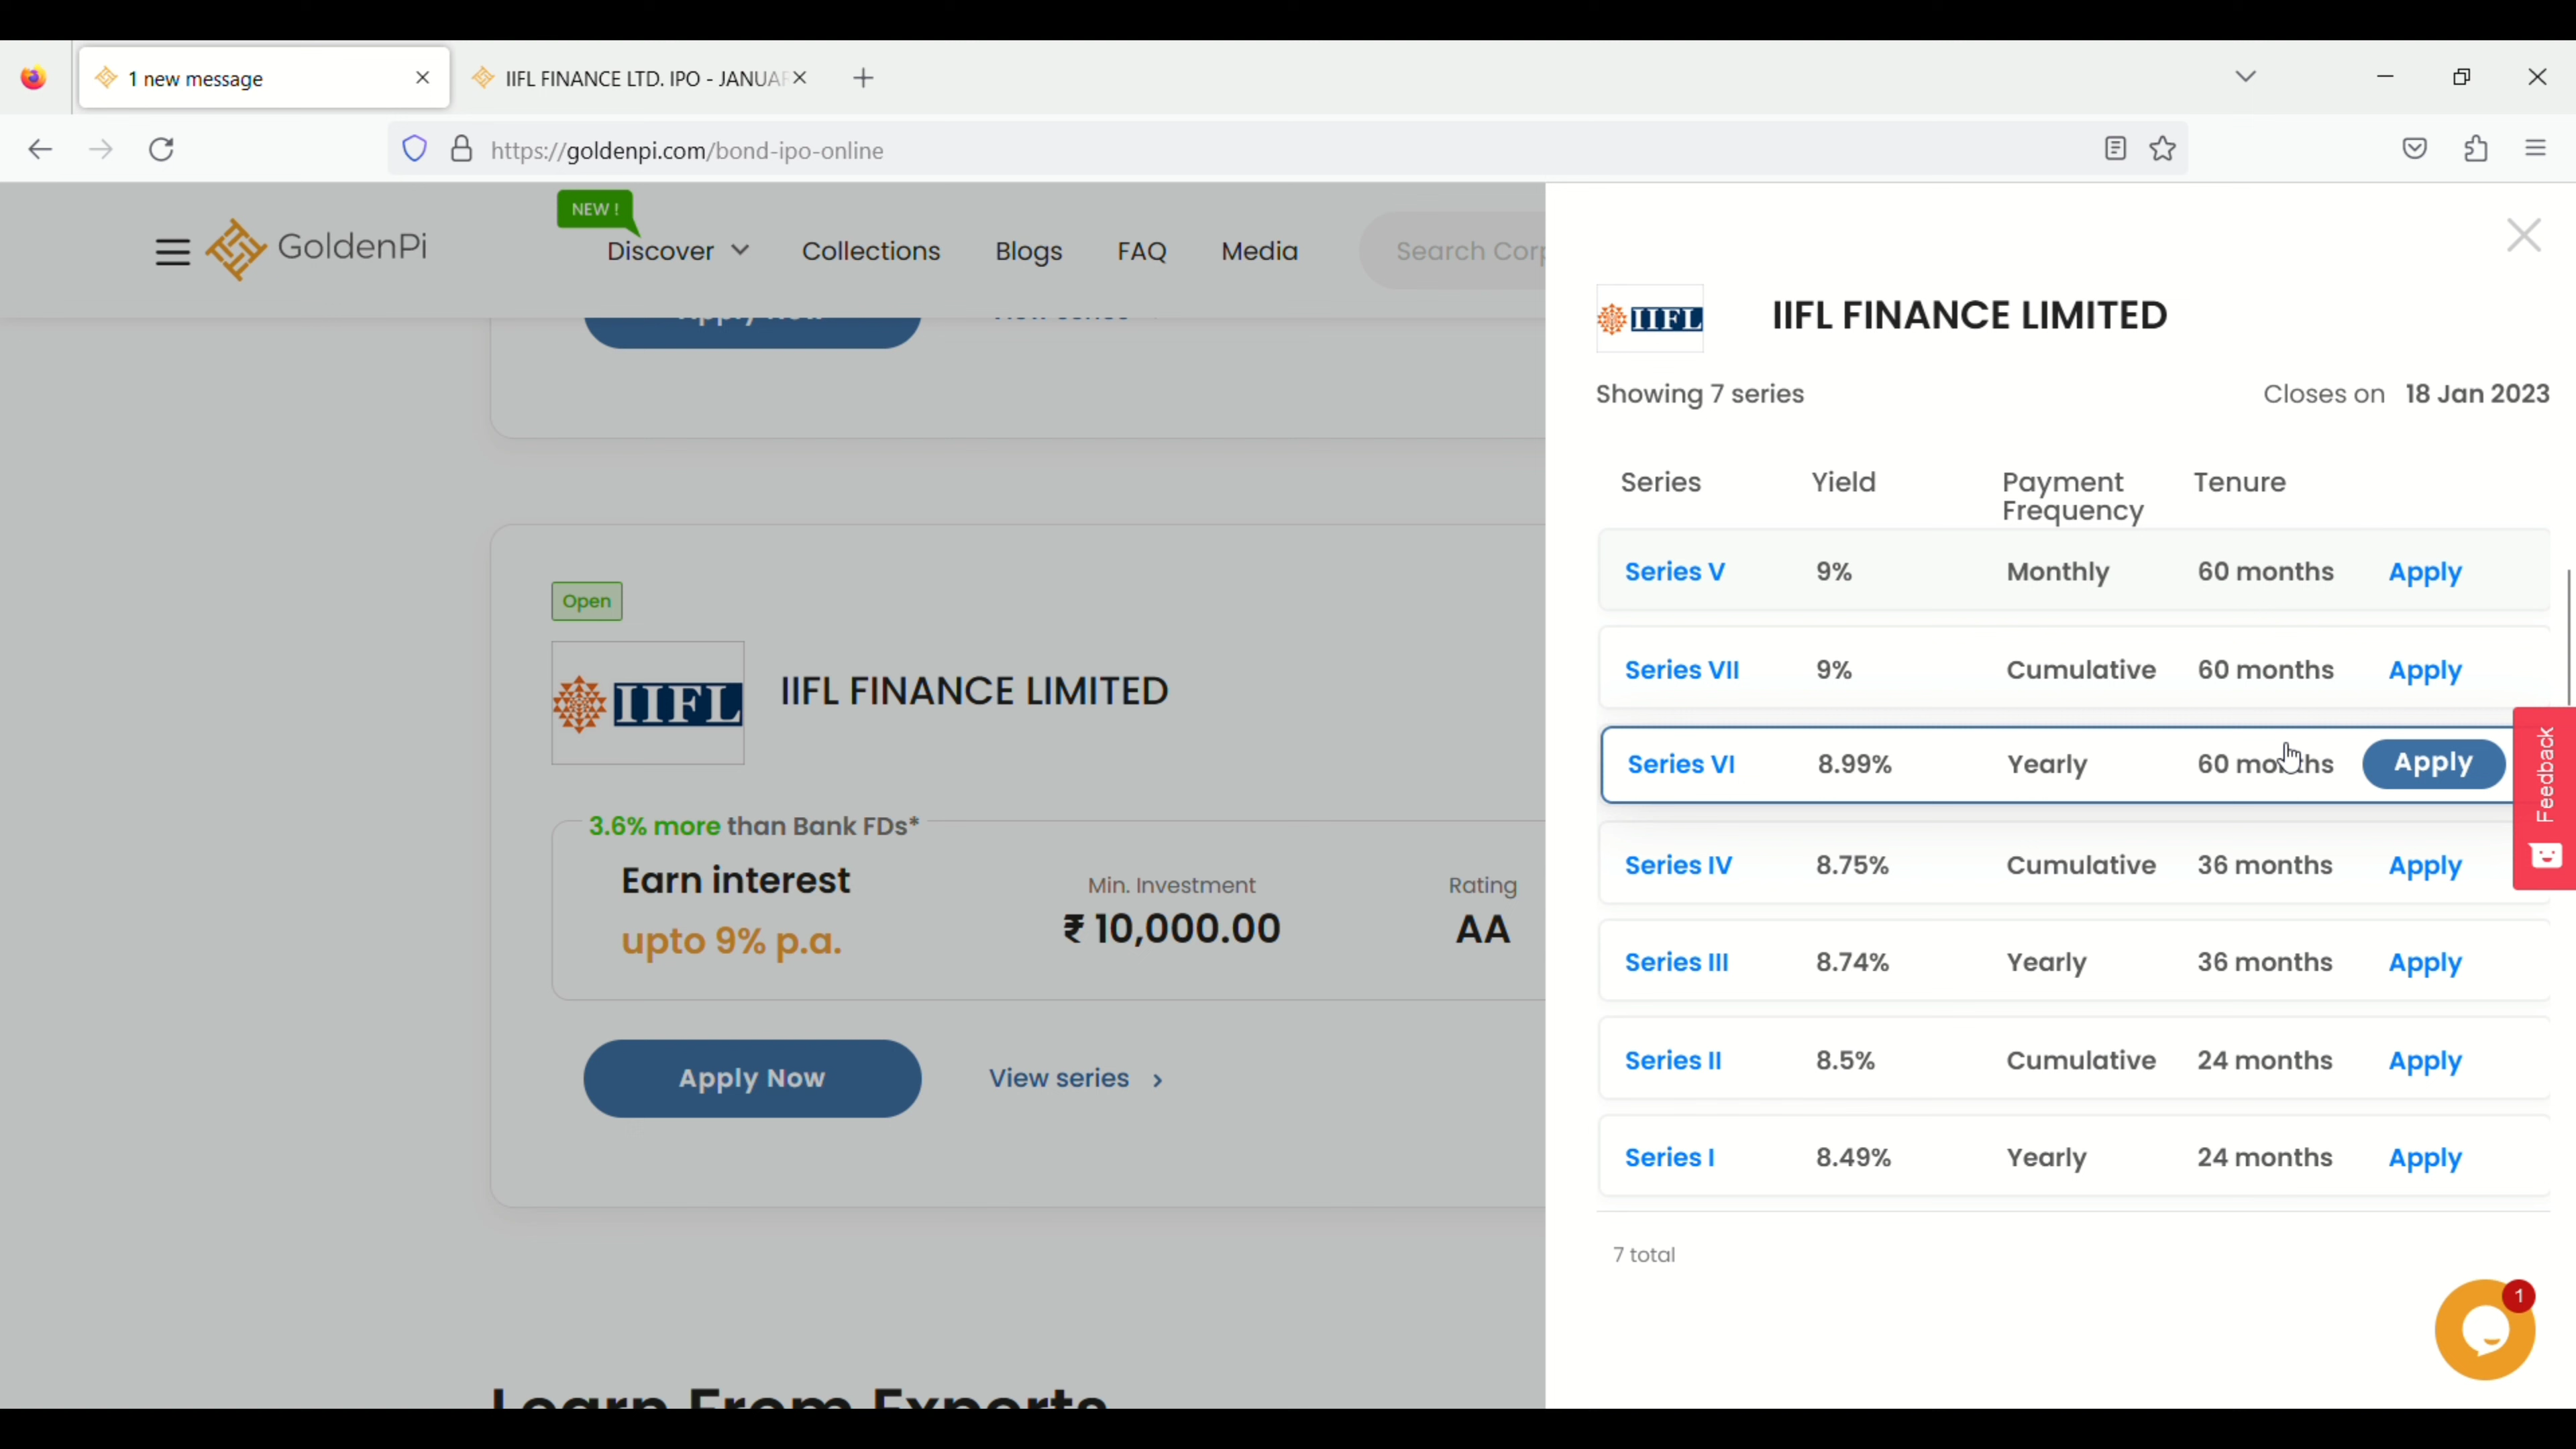 1 new message
IIFL FINANCE LTD. IPO - JANUAR
https://goldenpi.com/bond-ipo-online
NEW !
GoldenPi
Discover
Collections
Blogs
FAQ
Media
Search Corp
Open
IIFL
IIFL FINANCE LIMITED
3.6% more than Bank FDs*
Earn interest
upto 9% p.a.
Min. Investment
₹ 10,000.00
Rating
AA
Apply Now
View series >
Learn From Experts
IIFL
IIFL FINANCE LIMITED
Showing 7 series
Closes on 18 Jan 2023
Series Yield Payment Frequency Tenure
Series V 9% Monthly 60 months Apply
Series VII 9% Cumulative 60 months Apply
Series VI 8.99% Yearly 60 months Apply
Series IV 8.75% Cumulative 36 months Apply
Series III 8.74% Yearly 36 months Apply
Series II 8.5% Cumulative 24 months Apply
Series I 8.49% Yearly 24 months Apply
7 total
Feedback
1